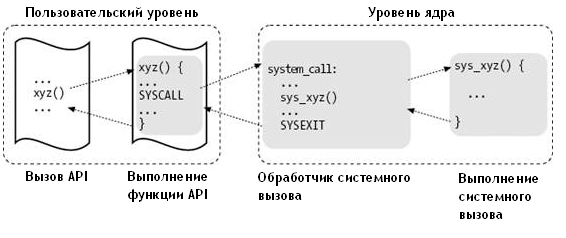 Пользовательский уровень
Уровень ядра
...
xyz()
...
xyz() {
...
SYSCALL
...
}
system_call:
...
sys_xyz()
...
SYSEXIT
sys_xyz() {
...
}
Вызов API
Выполнение
функции API
Обработчик системного
вызова
Выполнение
системного
вызова